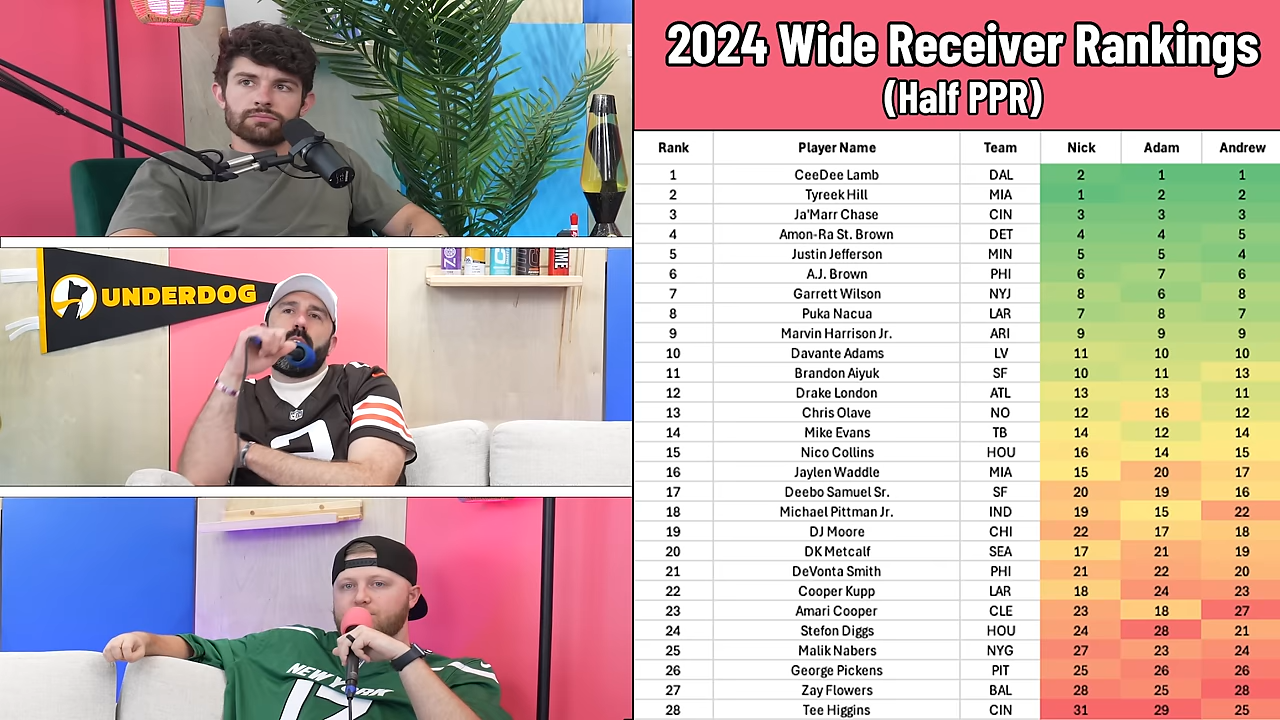 UNDERDOG
NEW YORK
17
2024 Wide Receiver Rankings
(Half PPR)
Rank Player Name Team Nick Adam Andrew
1 CeeDee Lamb DAL 2 1 1
2 Tyreek Hill MIA 1 2 2
3 Ja'Marr Chase CIN 3 3 3
4 Amon-Ra St. Brown DET 4 4 5
5 Justin Jefferson MIN 5 5 4
6 A.J. Brown PHI 6 7 6
7 Garrett Wilson NYJ 8 6 8
8 Puka Nacua LAR 7 8 7
9 Marvin Harrison Jr. ARI 9 9 9
10 Davante Adams LV 11 10 10
11 Brandon Aiyuk SF 10 11 13
12 Drake London ATL 13 13 11
13 Chris Olave NO 12 16 12
14 Mike Evans TB 14 12 14
15 Nico Collins HOU 16 14 15
16 Jaylen Waddle MIA 15 20 17
17 Deebo Samuel Sr. SF 20 19 16
18 Michael Pittman Jr. IND 19 15 22
19 DJ Moore CHI 22 17 18
20 DK Metcalf SEA 17 21 19
21 DeVonta Smith PHI 21 22 20
22 Cooper Kupp LAR 18 24 23
23 Amari Cooper CLE 23 18 27
24 Stefon Diggs HOU 24 28 21
25 Malik Nabers NYG 27 23 24
26 George Pickens PIT 25 26 26
27 Zay Flowers BAL 28 25 28
28 Tee Higgins CIN 31 29 25